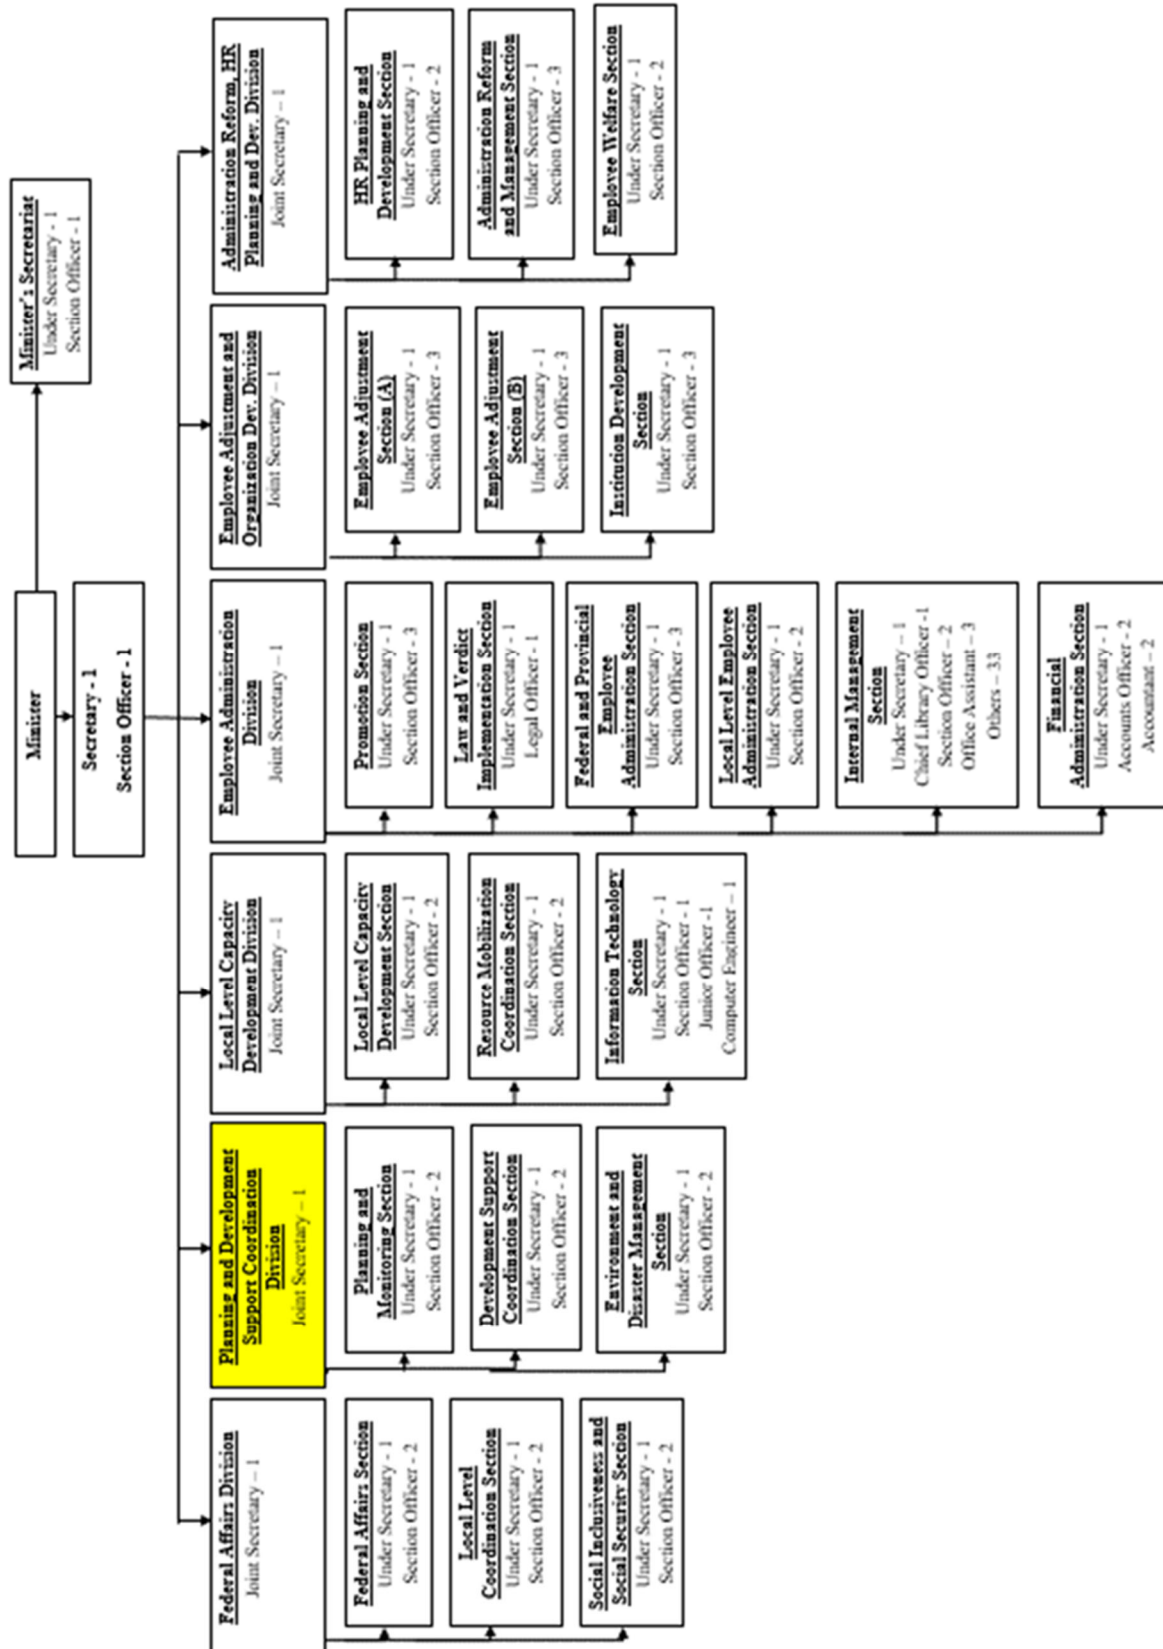 Minister
Secretary - 1
Section Officer - 1
Minister's Secretariat
Under Secretary - 1
Section Officer - 1
Federal Affairs Division
Joint Secretary – 1
Federal Affairs Section
Under Secretary - 1
Section Officer - 2
Local Level
Coordination Section
Under Secretary - 1
Section Officer - 2
Social Inclusiveness and
Social Security Section
Under Secretary - 1
Section Officer - 2
Planning and Development
Support Coordination
Division
Joint Secretary – 1
Planning and
Monitoring Section
Under Secretary - 1
Section Officer - 2
Development Support
Coordination Section
Under Secretary - 1
Section Officer - 2
Environment and
Disaster Management
Section
Under Secretary - 1
Section Officer - 2
Local Level Capacity
Development Division
Joint Secretary – 1
Local Level Capacity
Development Section
Under Secretary - 1
Section Officer - 2
Resource Mobilization
Coordination Section
Under Secretary - 1
Section Officer - 2
Information Technology
Section
Under Secretary - 1
Section Officer - 1
Junior Officer -1
Computer Engineer – 1
Employee Administration
Division
Joint Secretary – 1
Promotion Section
Under Secretary - 1
Section Officer - 3
Law and Verdict
Implementation Section
Under Secretary - 1
Legal Officer - 1
Federal and Provincial
Employee
Administration Section
Under Secretary - 1
Section Officer - 3
Local Level Employee
Administration Section
Under Secretary - 1
Section Officer - 2
Internal Management
Section
Under Secretary – 1
Chief Library Officer -1
Section Officer – 2
Office Assistant – 3
Others – 33
Financial
Administration Section
Under Secretary - 1
Accounts Officer - 2
Accountant – 2
Employee Adjustment and
Organization Dev. Division
Joint Secretary – 1
Employee Adjustment
Section (A)
Under Secretary - 1
Section Officer - 3
Employee Adjustment
Section (B)
Under Secretary - 1
Section Officer - 3
Institution Development
Section
Under Secretary - 1
Section Officer - 3
Administration Reform, HR
Planning and Dev. Division
Joint Secretary – 1
HR Planning and
Development Section
Under Secretary - 1
Section Officer - 2
Administration Reform
and Management Section
Under Secretary - 1
Section Officer - 3
Employee Welfare Section
Under Secretary - 1
Section Officer - 2